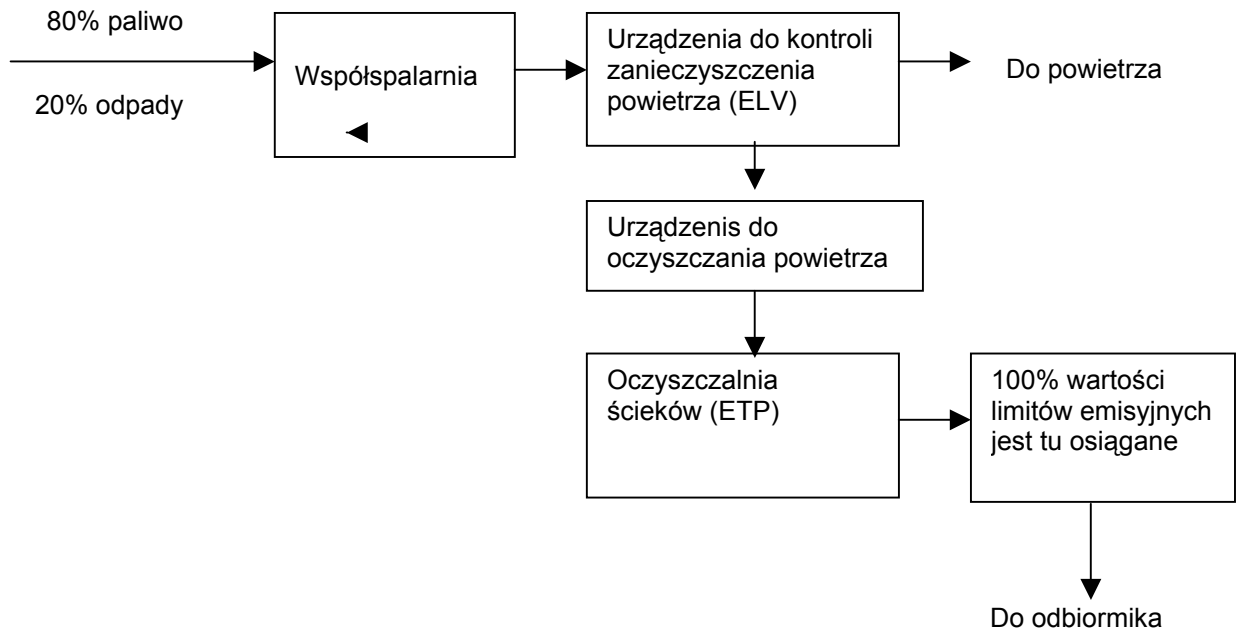 80% paliwo
20% odpady
Współspalarnia
Urządzenia do kontroli
zanieczyszczenia
powietrza (ELV)
Do powietrza
Urządzenis do
oczyszczania powietrza
Oczyszczalnia
ścieków (ETP)
100% wartości
limitów emisyjnych
jest tu osiągane
Do odbiormika